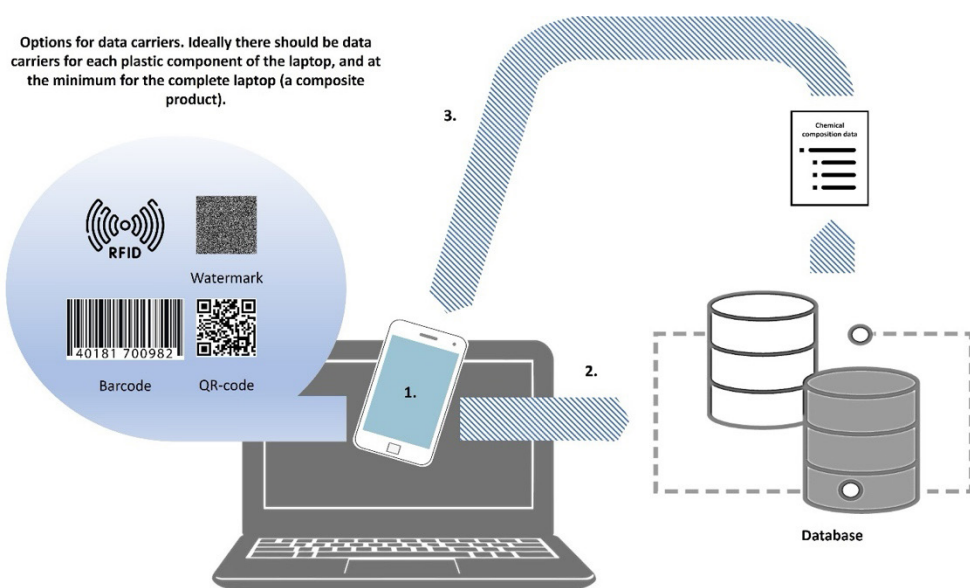 Options for data carriers. Ideally there should be data
carriers for each plastic component of the laptop, and at
the minimum for the complete laptop (a composite
product).
3.
Chemical
composition data
RFID
Watermark
40181 700982
Barcode
QR-code
1.
2.
Database